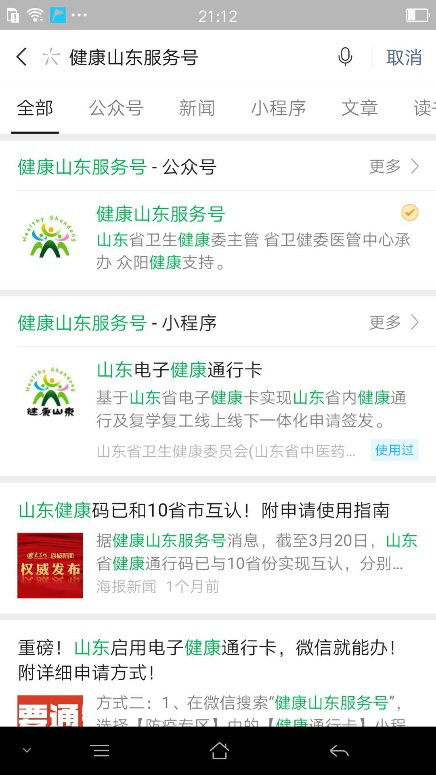 21:12
健康山东服务号
取消
全部 公众号 新闻 小程序 文章 读
健康山东服务号 - 公众号 更多
Healthy Shandong
健康山东服务号
山东省卫生健康委主管 省卫健委医管中心承
办 众阳健康支持。
健康山东服务号 - 小程序 更多
Healthy Shandong
健康山东
山东电子健康通行卡
基于山东省电子健康卡实现山东省内健康通
行及复学复工线上线下一体化申请签发。
山东省卫生健康委员会(山东省中医药... 使用过
山东健康码已和10省市互认！附申请使用指南
权威发布
据健康山东服务号消息，截至3月20日，山东
省健康通行码已与10省份实现互认，分别...
海报新闻 1个月前
重磅！山东启用电子健康通行卡，微信就能办！
附详细申请方式！
要通
方式二：1、在微信搜索“健康山东服务号”，
选择【防疫专区】中的【健康通行卡】小程